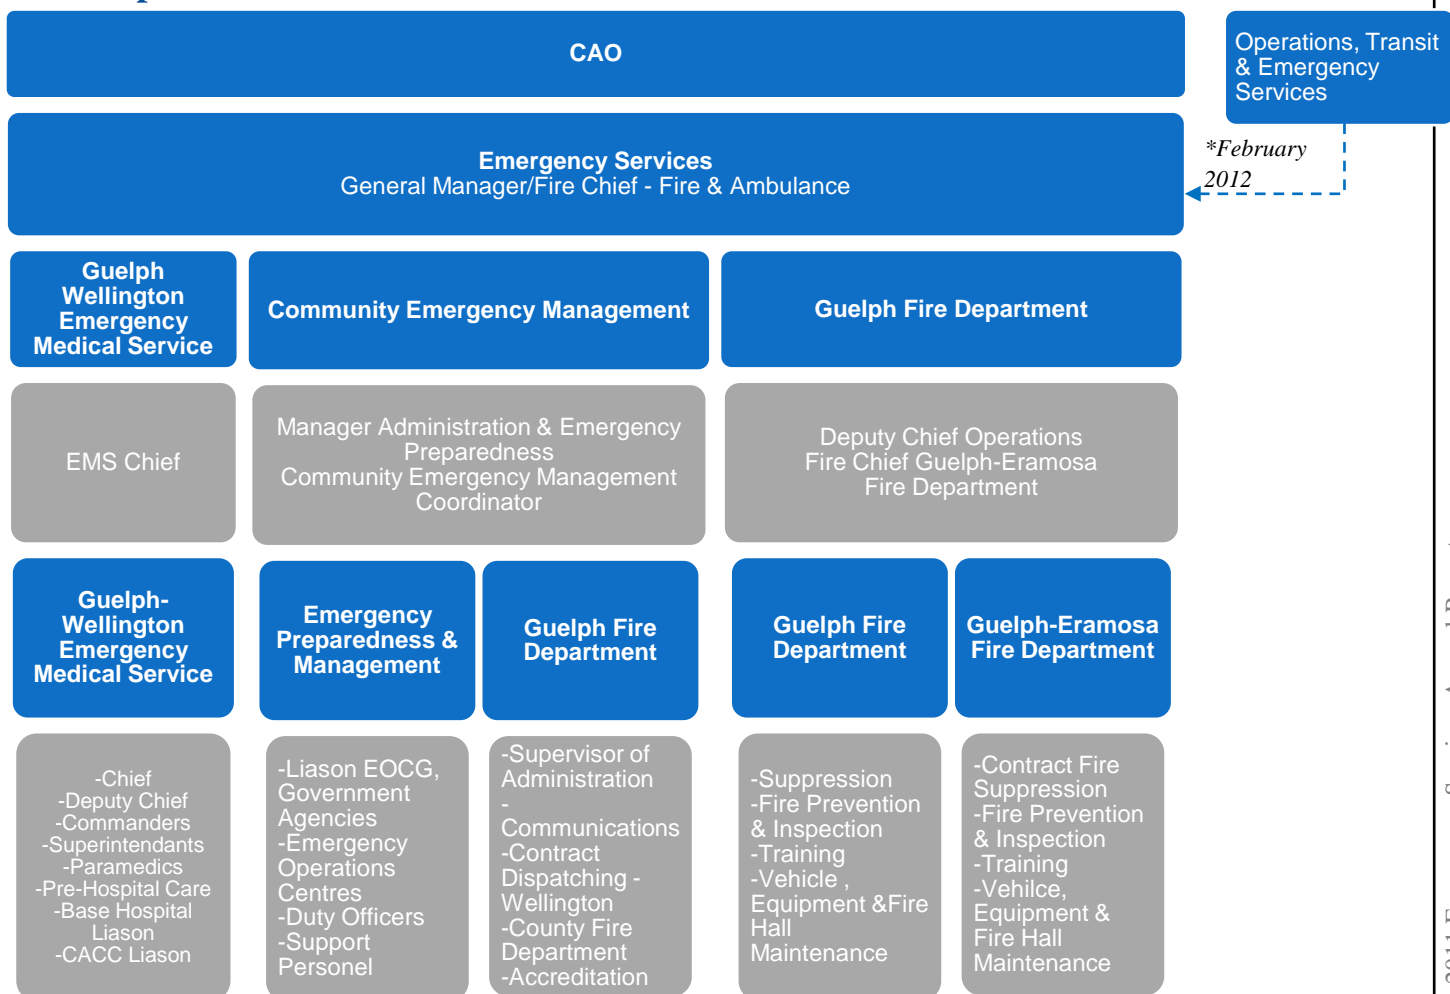 CAO
Operations, Transit
& Emergency
Services
Emergency Services
General Manager/Fire Chief - Fire & Ambulance
*February
2012
Guelph
Wellington
Emergency
Medical Service
Community Emergency Management
Guelph Fire Department
EMS Chief
Manager Administration & Emergency
Preparedness
Community Emergency Management
Coordinator
Deputy Chief Operations
Fire Chief Guelph-Eramosa
Fire Department
Guelph-
Wellington
Emergency
Medical Service
Emergency
Preparedness &
Management
Guelph Fire
Department
Guelph Fire
Department
Guelph-Eramosa
Fire Department
-Chief
-Deputy Chief
-Commanders
-Superintendants
-Paramedics
-Pre-Hospital Care
-Base Hospital
Liason
-CACC Liason
-Liason EOCG,
Government
Agencies
-Emergency
Operations
Centres
-Duty Officers
-Support
Personel
-Supervisor of
Administration
-
Communications
-Contract
Dispatching -
Wellington
-County Fire
Department
-Accreditation
-Suppression
-Fire Prevention
& Inspection
-Training
-Vehicle ,
Equipment &Fire
Hall
Maintenance
-Contract Fire
Suppression
-Fire Prevention
& Inspection
-Training
-Vehilce,
Equipment &
Fire Hall
Maintenance